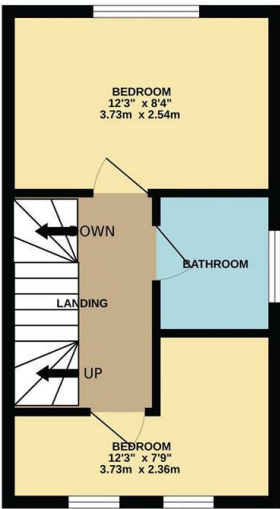 BEDROOM
12'3" x 8'4"
3.73m x 2.54m
DOWN
BATHROOM
LANDING
UP
BEDROOM
12'3" x 7'9"
3.73m x 2.36m